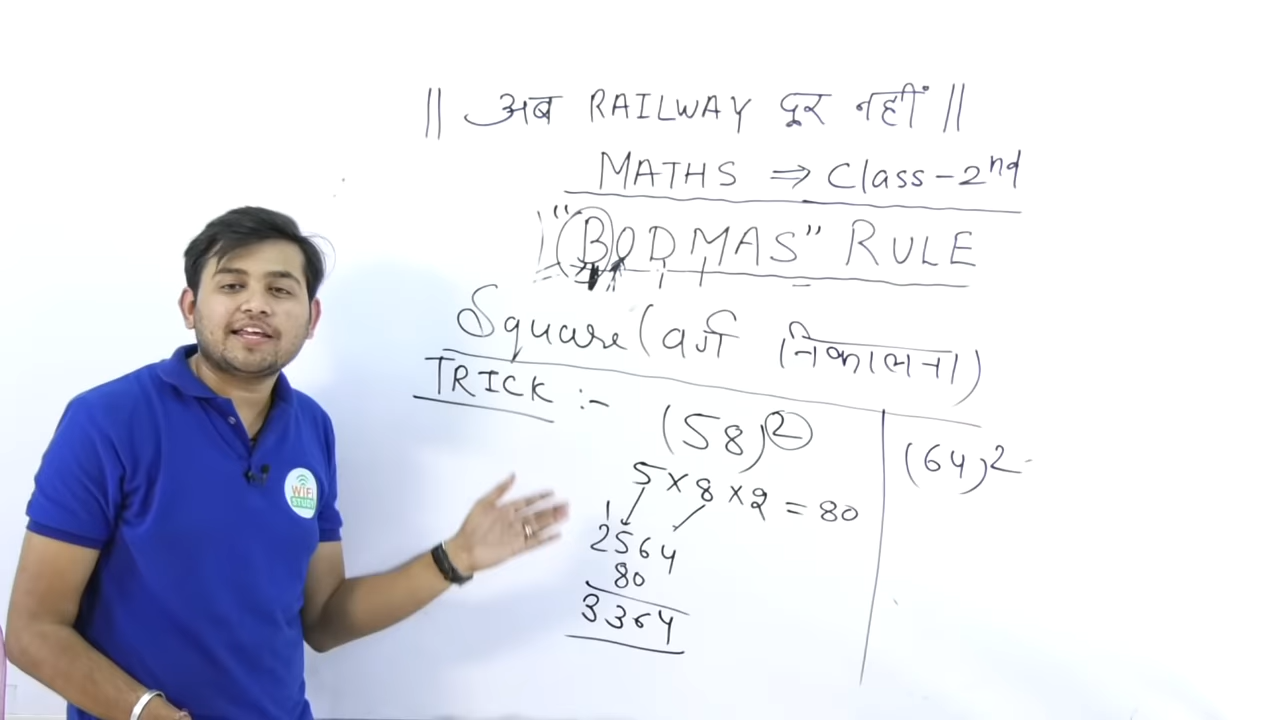 || अब RAILWAY दूर नहीं ||
MATHS ⇒ Class-2nd
"BODMAS" RULE
Square (वर्ग निकालना)
TRICK :-
(58)²
5 × 8 × 2 = 80
1
2564
80
3364
(64)²
WiFi
STUDY